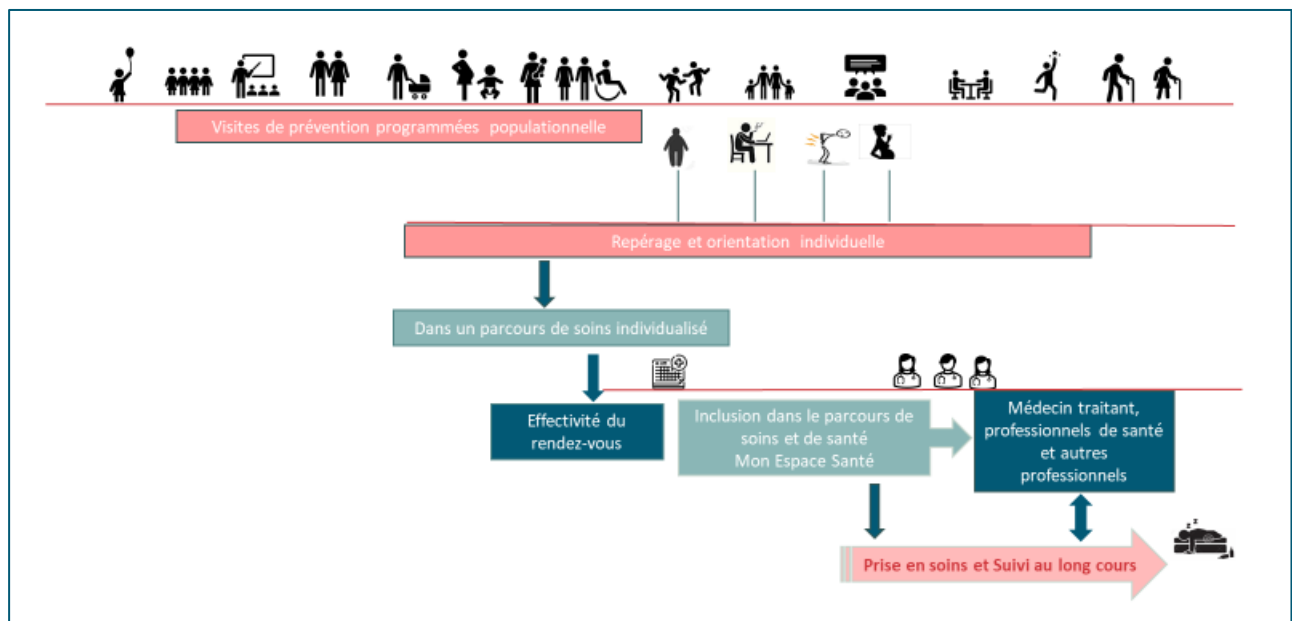 Visites de prévention programmées populationnelle
Repérage et orientation individuelle
Dans un parcours de soins individualisé
Effectivité du
rendez-vous
Inclusion dans le parcours de
soins et de santé
Mon Espace Santé
Médecin traitant,
professionnels de santé
et autres
professionnels
Prise en soins et Suivi au long cours